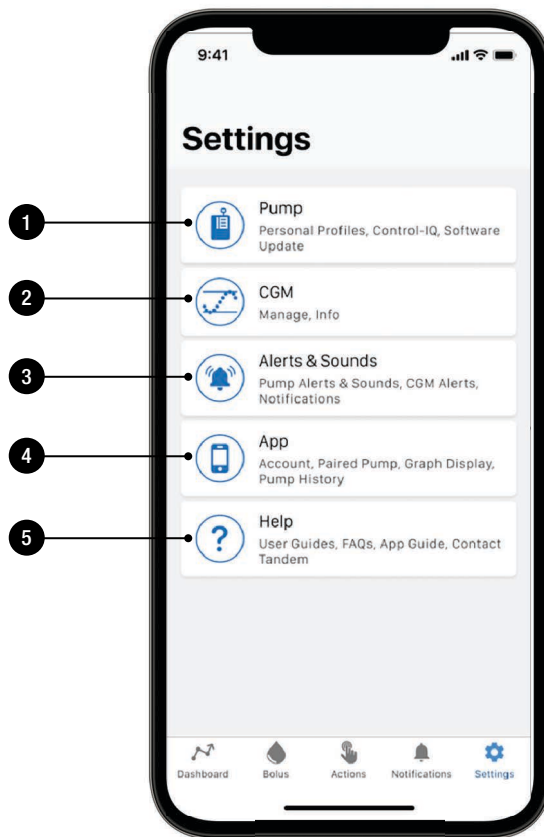 9:41
Settings
1
Pump
Personal Profiles, Control-IQ, Software
Update
2
CGM
Manage, Info
3
Alerts & Sounds
Pump Alerts & Sounds, CGM Alerts,
Notifications
4
App
Account, Paired Pump, Graph Display,
Pump History
5
?
Help
User Guides, FAQs, App Guide, Contact
Tandem
Dashboard Bolus Actions Notifications Settings